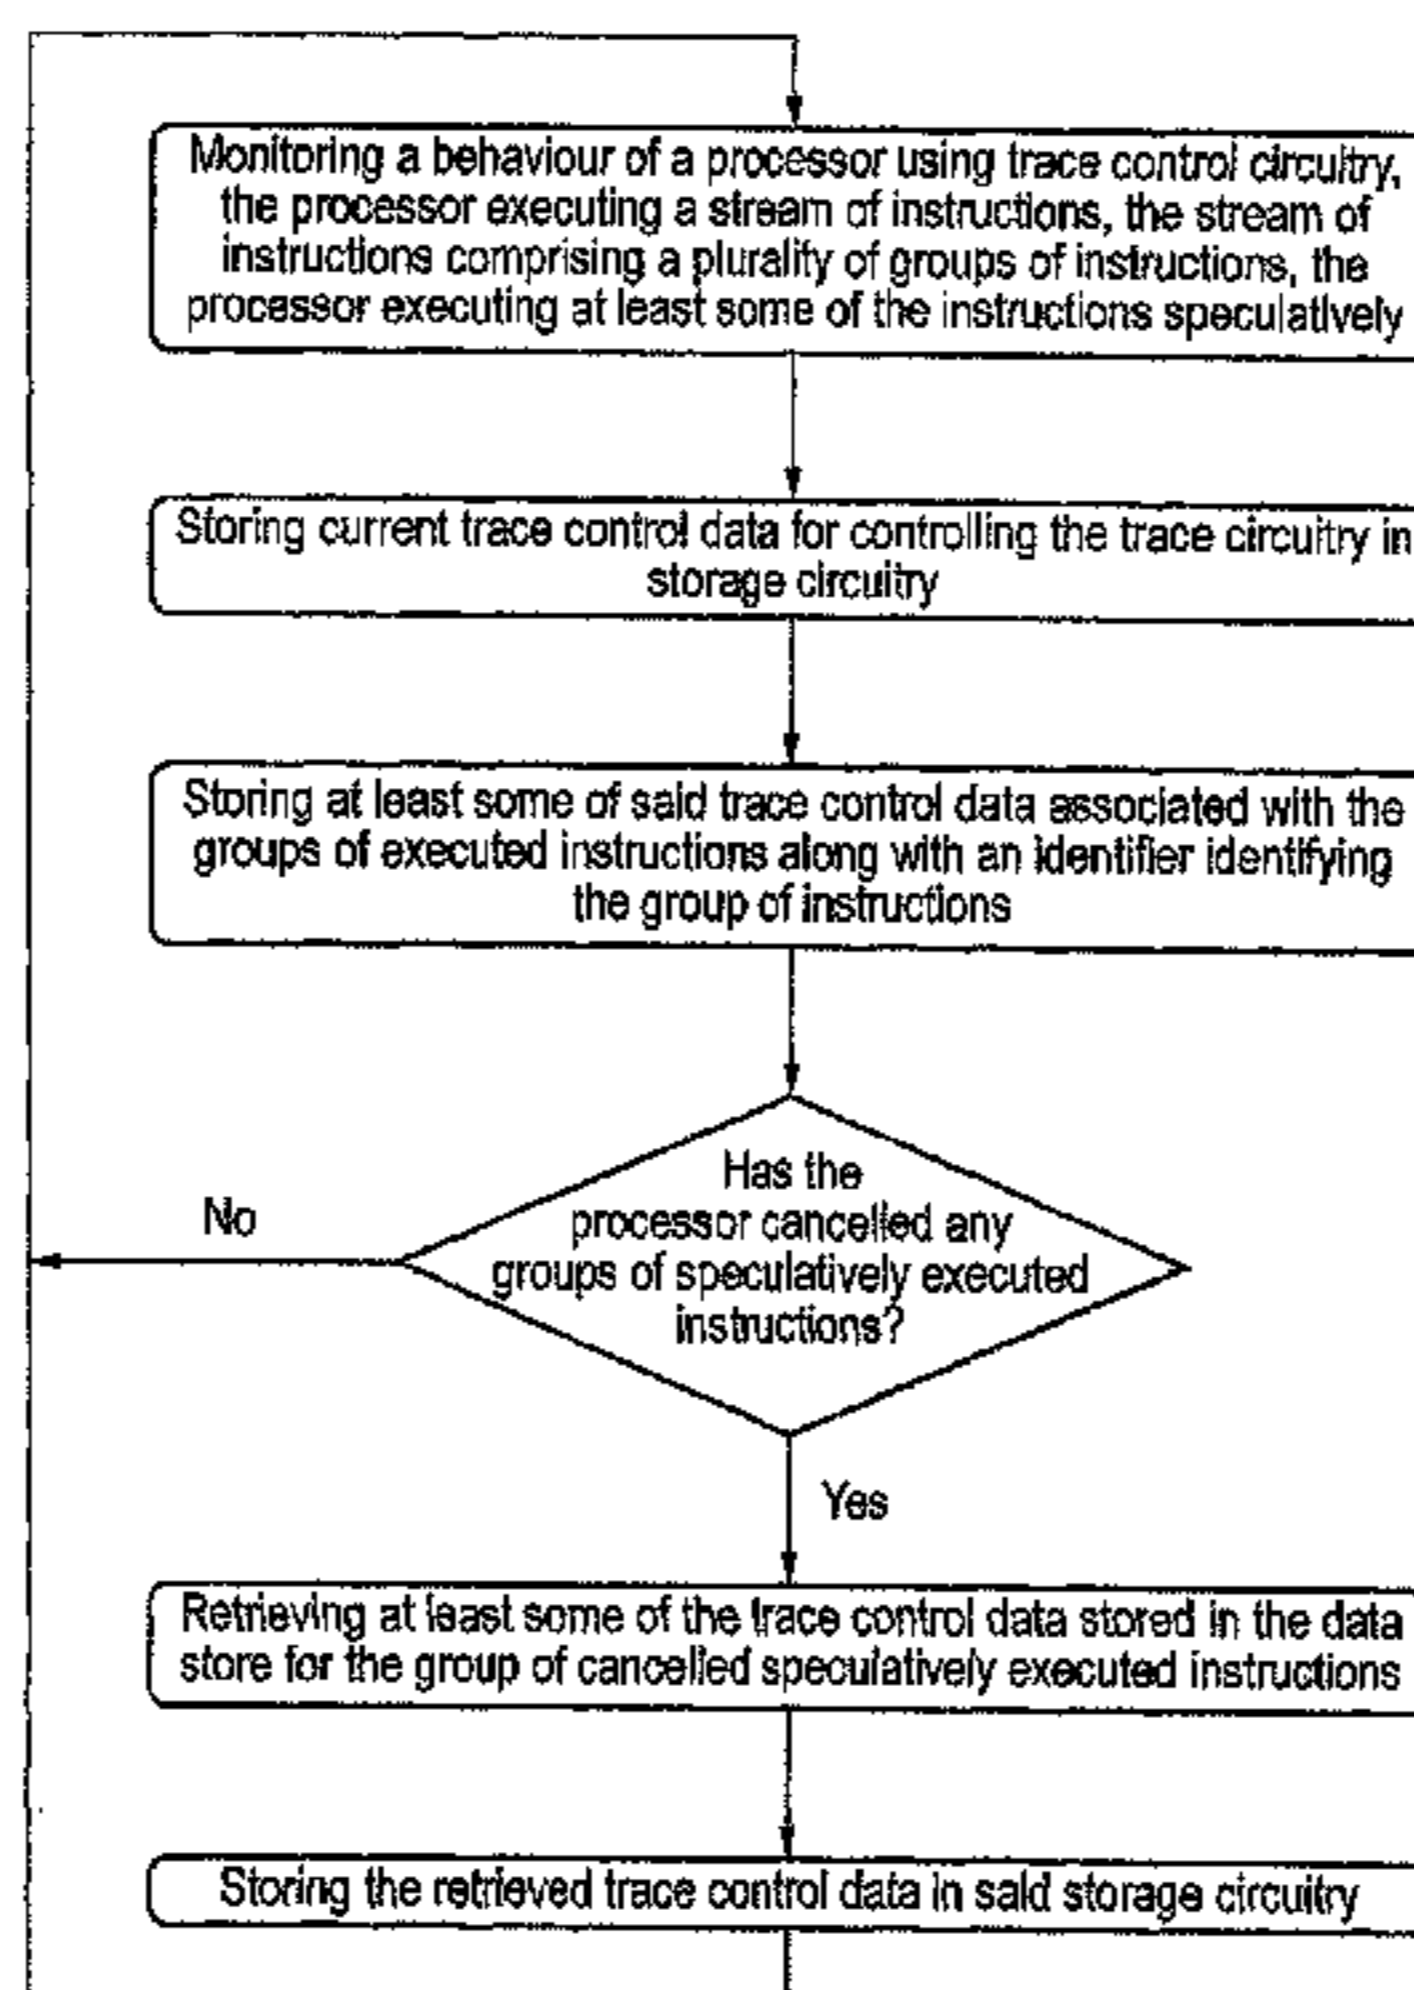 Monitoring a behaviour of a processor using trace control circuitry,
the processor executing a stream of instructions, the stream of
instructions comprising a plurality of groups of instructions, the
processor executing at least some of the instructions speculatively
Storing current trace control data for controlling the trace circuitry in
storage circuitry
Storing at least some of said trace control data associated with the
groups of executed instructions along with an identifier identifying
the group of instructions
Has the
processor cancelled any
groups of speculatively executed
instructions?
No
Yes
Retrieving at least some of the trace control data stored in the data
store for the group of cancelled speculatively executed instructions
Storing the retrieved trace control data in said storage circuitry